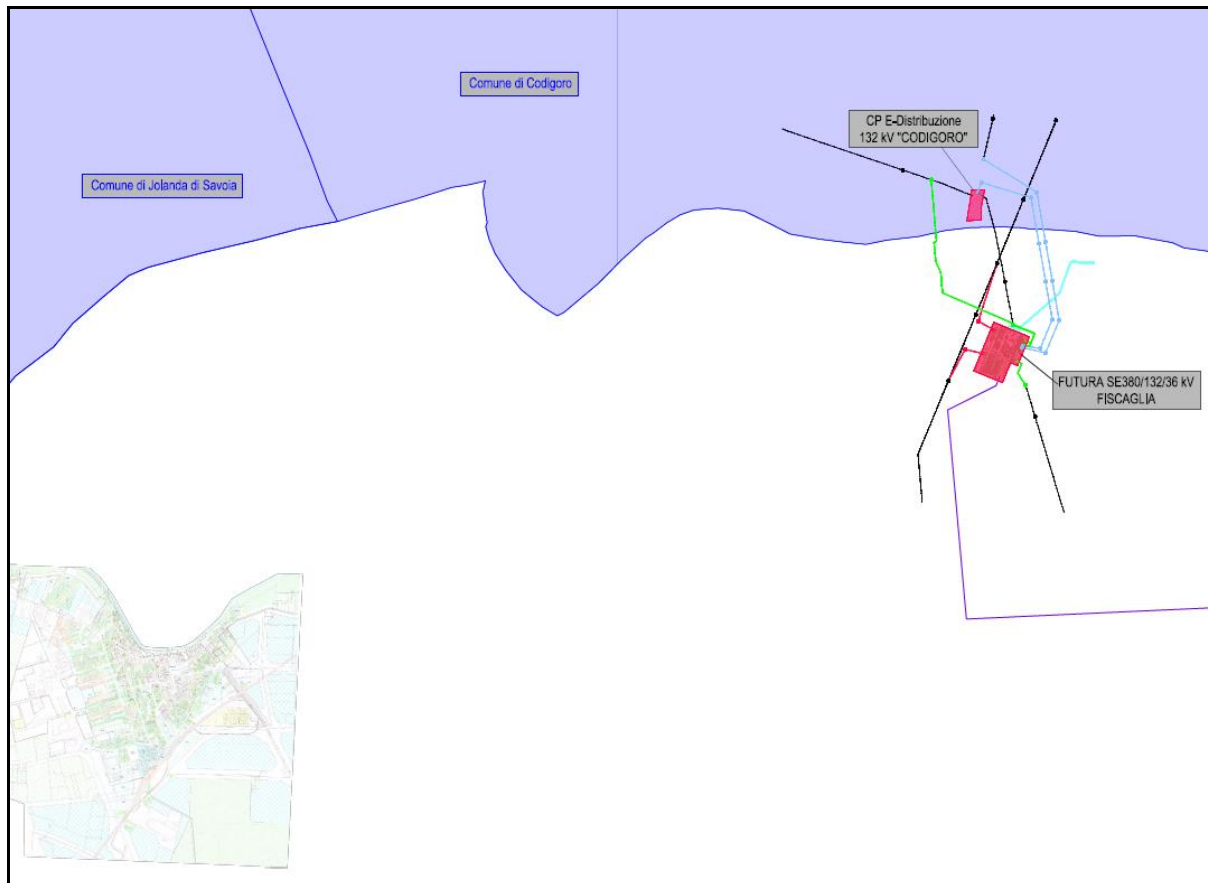 Comune di Codigoro
CP E-Distribuzione
132 kV "CODIGORO"
Comune di Jolanda di Savoia
FUTURA SE380/132/36 kV
FISCAGLIA